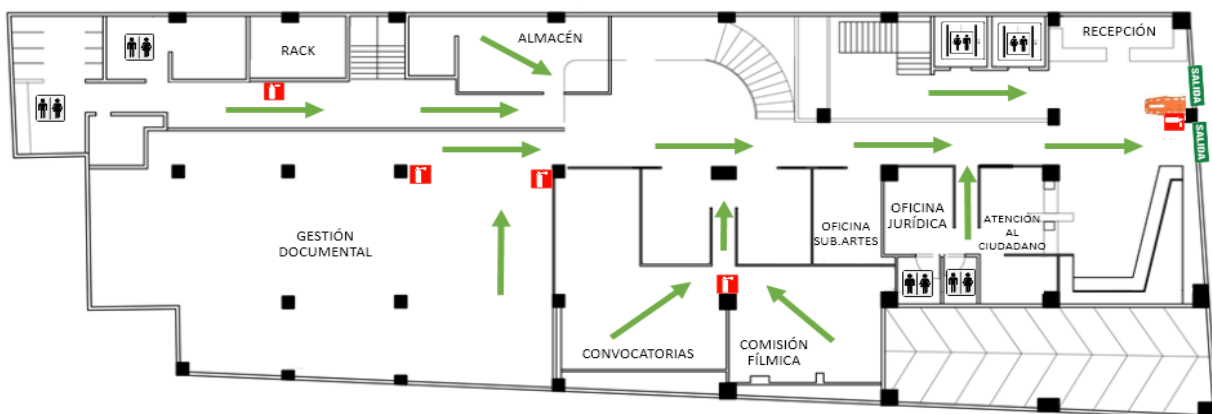 RECEPCIÓN
ALMACÉN
RACK
SALIDA
SALIDA
GESTIÓN
DOCUMENTAL
OFICINA
SUB.ARTES
OFICINA
JURÍDICA
ATENCIÓN
AL
CIUDADANO
CONVOCATORIAS
COMISIÓN
FÍLMICA